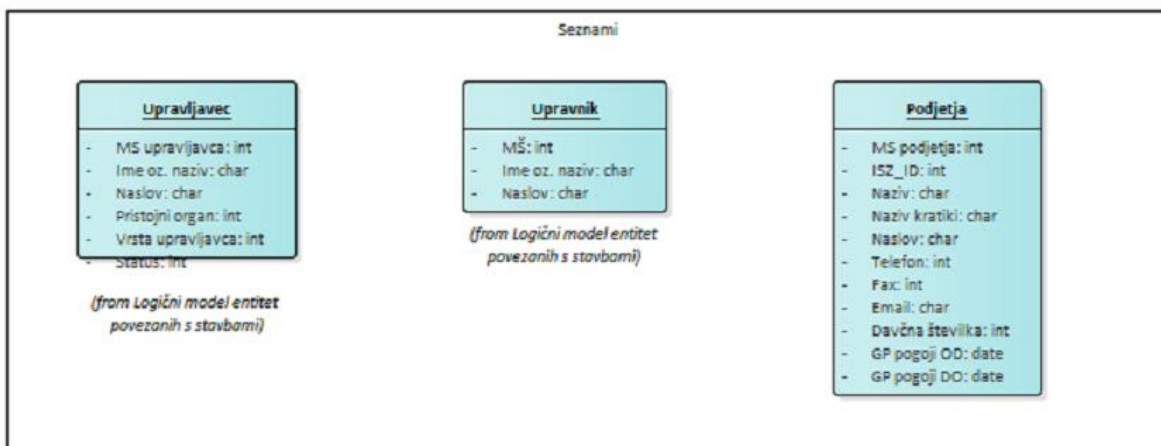 Seznami
Upravljavec
- MS upravljavca: int
- Ime oz. naziv: char
- Naslov: char
- Pristojni organ: int
- Vrsta upravljavca: int
- Status: int
(from Logični model entitet
povezanih s stavbami)
Upravnik
- MŠ: int
- Ime oz. naziv: char
- Naslov: char
(from Logični model entitet
povezanih s stavbami)
Podjetja
- MS podjetja: int
- ISZ_ID: int
- Naziv: char
- Naziv kratiki: char
- Naslov: char
- Telefon: int
- Fax: int
- Email: char
- Davčna številka: int
- GP pogoji OD: date
- GP pogoji DO: date